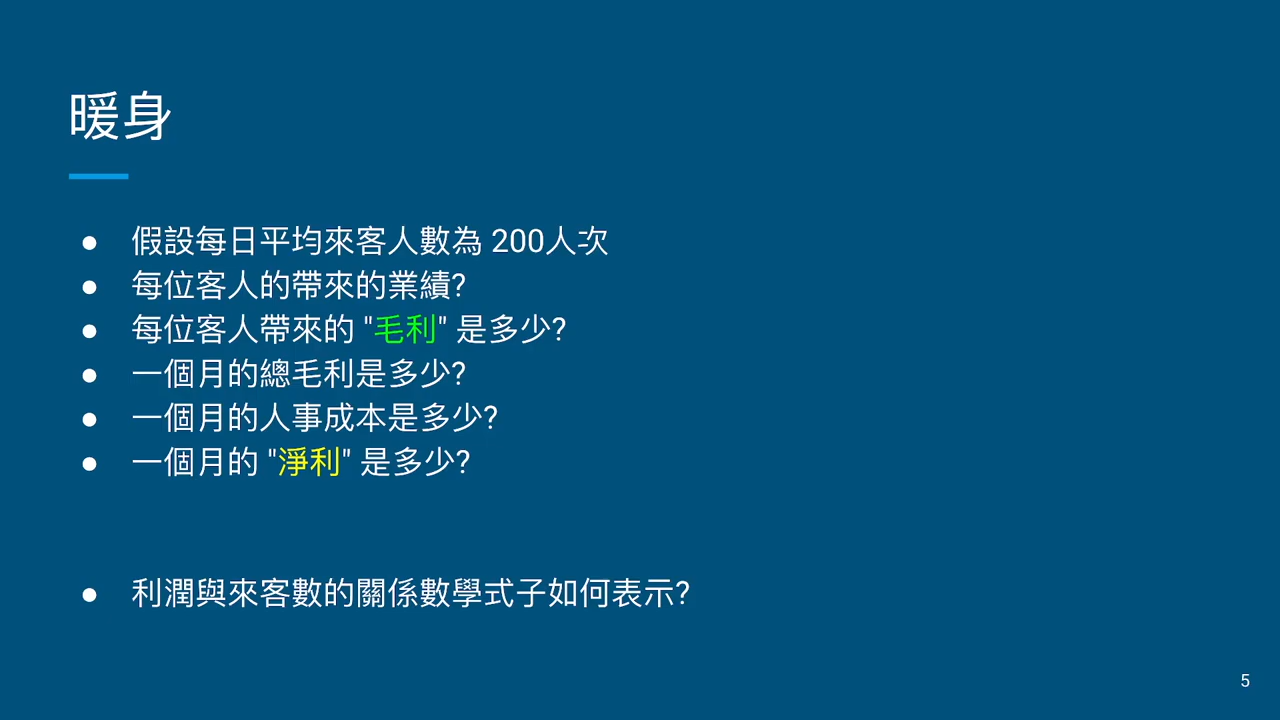 暖身
● 假設每日平均來客人數為 200人次
● 每位客人的帶來的業績?
● 每位客人帶來的 "毛利" 是多少?
● 一個月的總毛利是多少?
● 一個月的人事成本是多少?
● 一個月的 "淨利" 是多少?
● 利潤與來客數的關係數學式子如何表示?
5